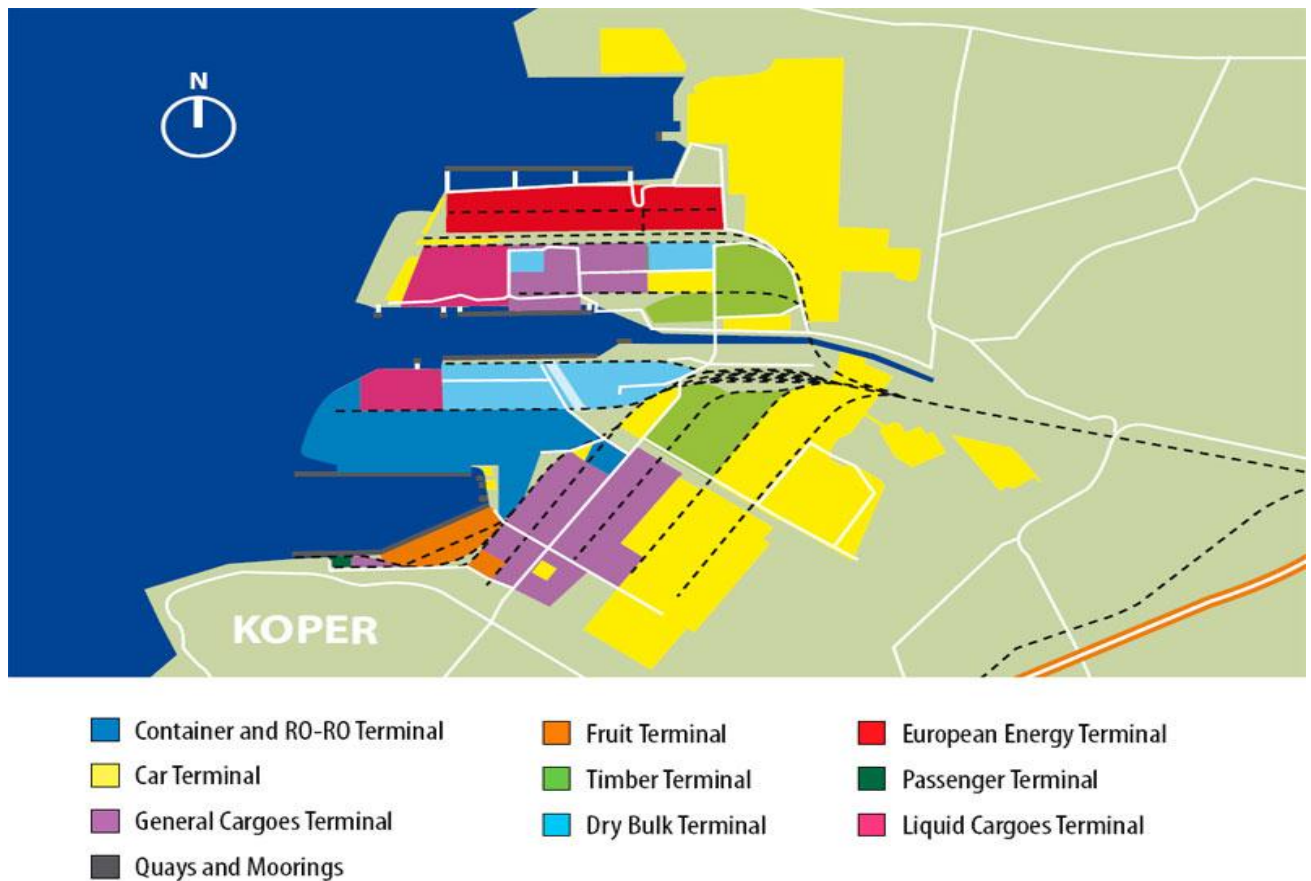 N
KOPER
Container and RO-RO Terminal
Car Terminal
General Cargoes Terminal
Quays and Moorings
Fruit Terminal
Timber Terminal
Dry Bulk Terminal
European Energy Terminal
Passenger Terminal
Liquid Cargoes Terminal